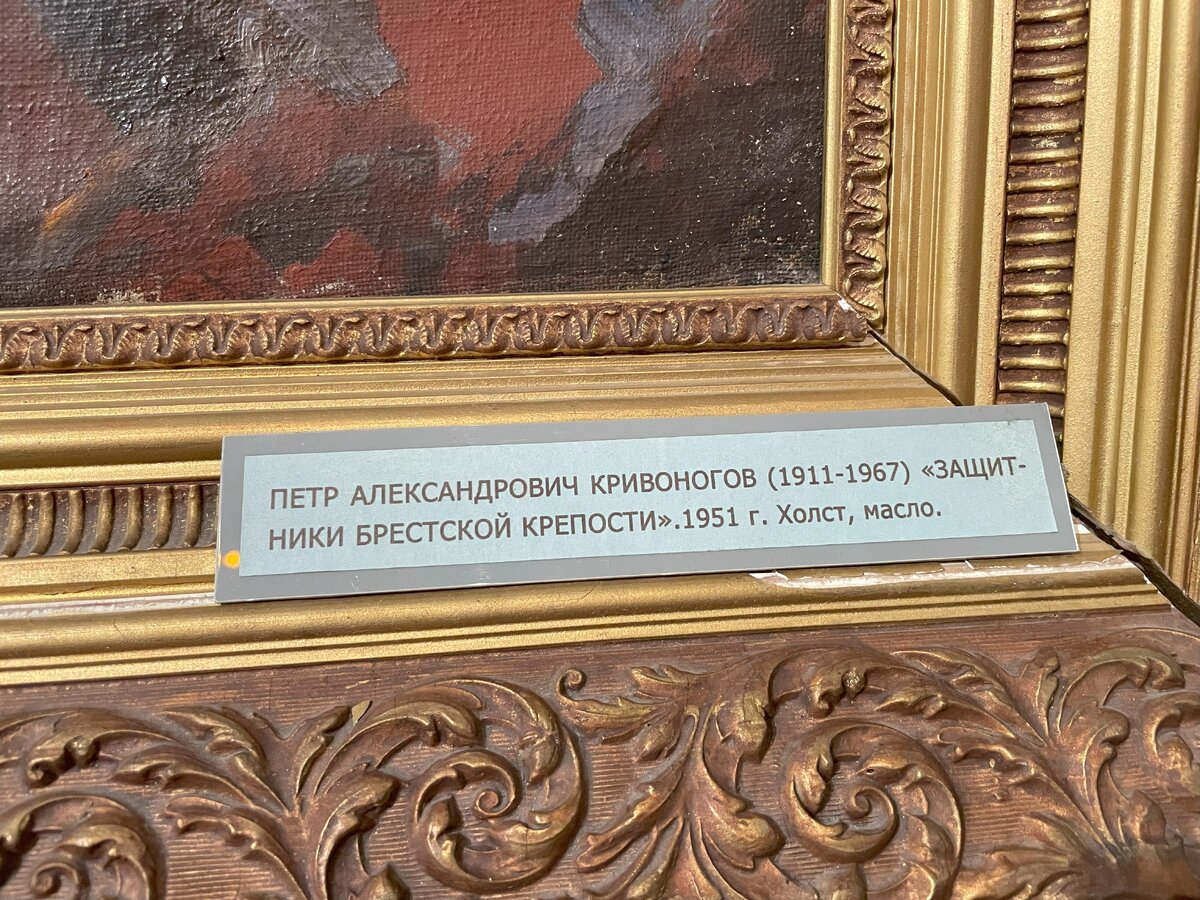 ПЕТР АЛЕКСАНДРОВИЧ КРИВОНОГОВ (1911-1967) «ЗАЩИТ-
НИКИ БРЕСТСКОЙ КРЕПОСТИ».1951 г. Холст, масло.